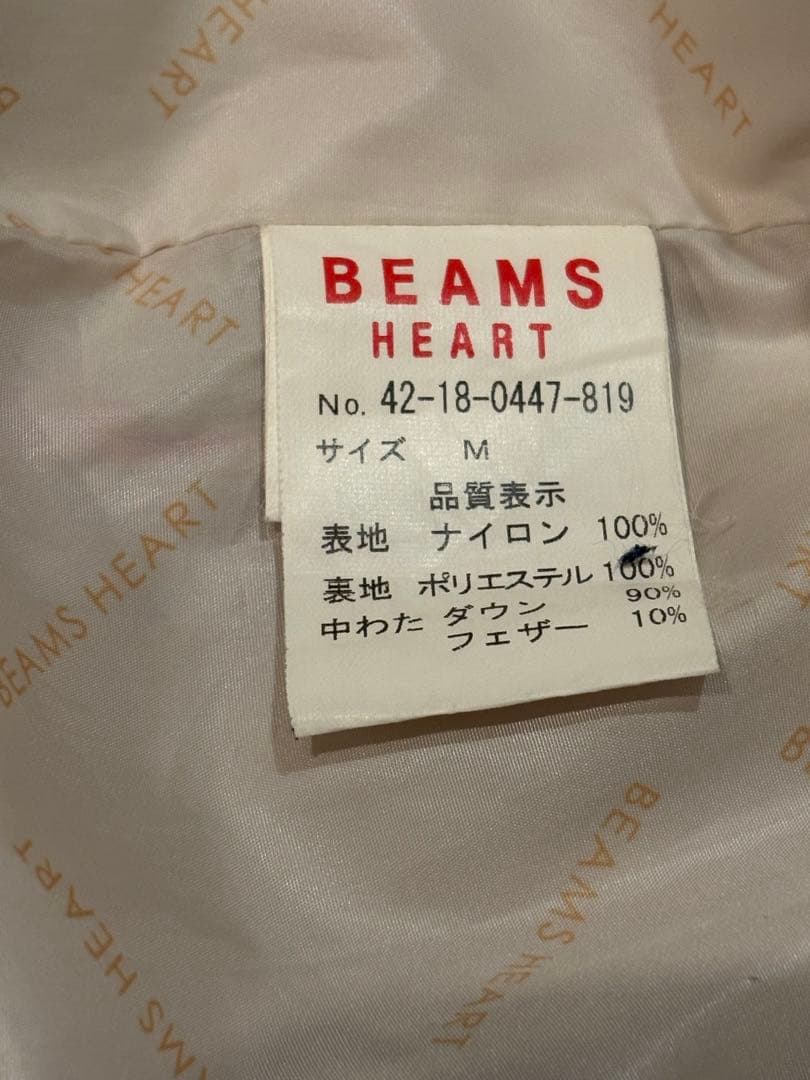 HEART
HEART
HEART
BEAMS
HEART
No. 42-18-0447-819
サイズ M
品質表示
表地 ナイロン 100%
裏地 ポリエステル 100%
中わた ダウン 90%
フェザー 10%
BEAMS HEART
BEAMS HEART
BEAMS HEART